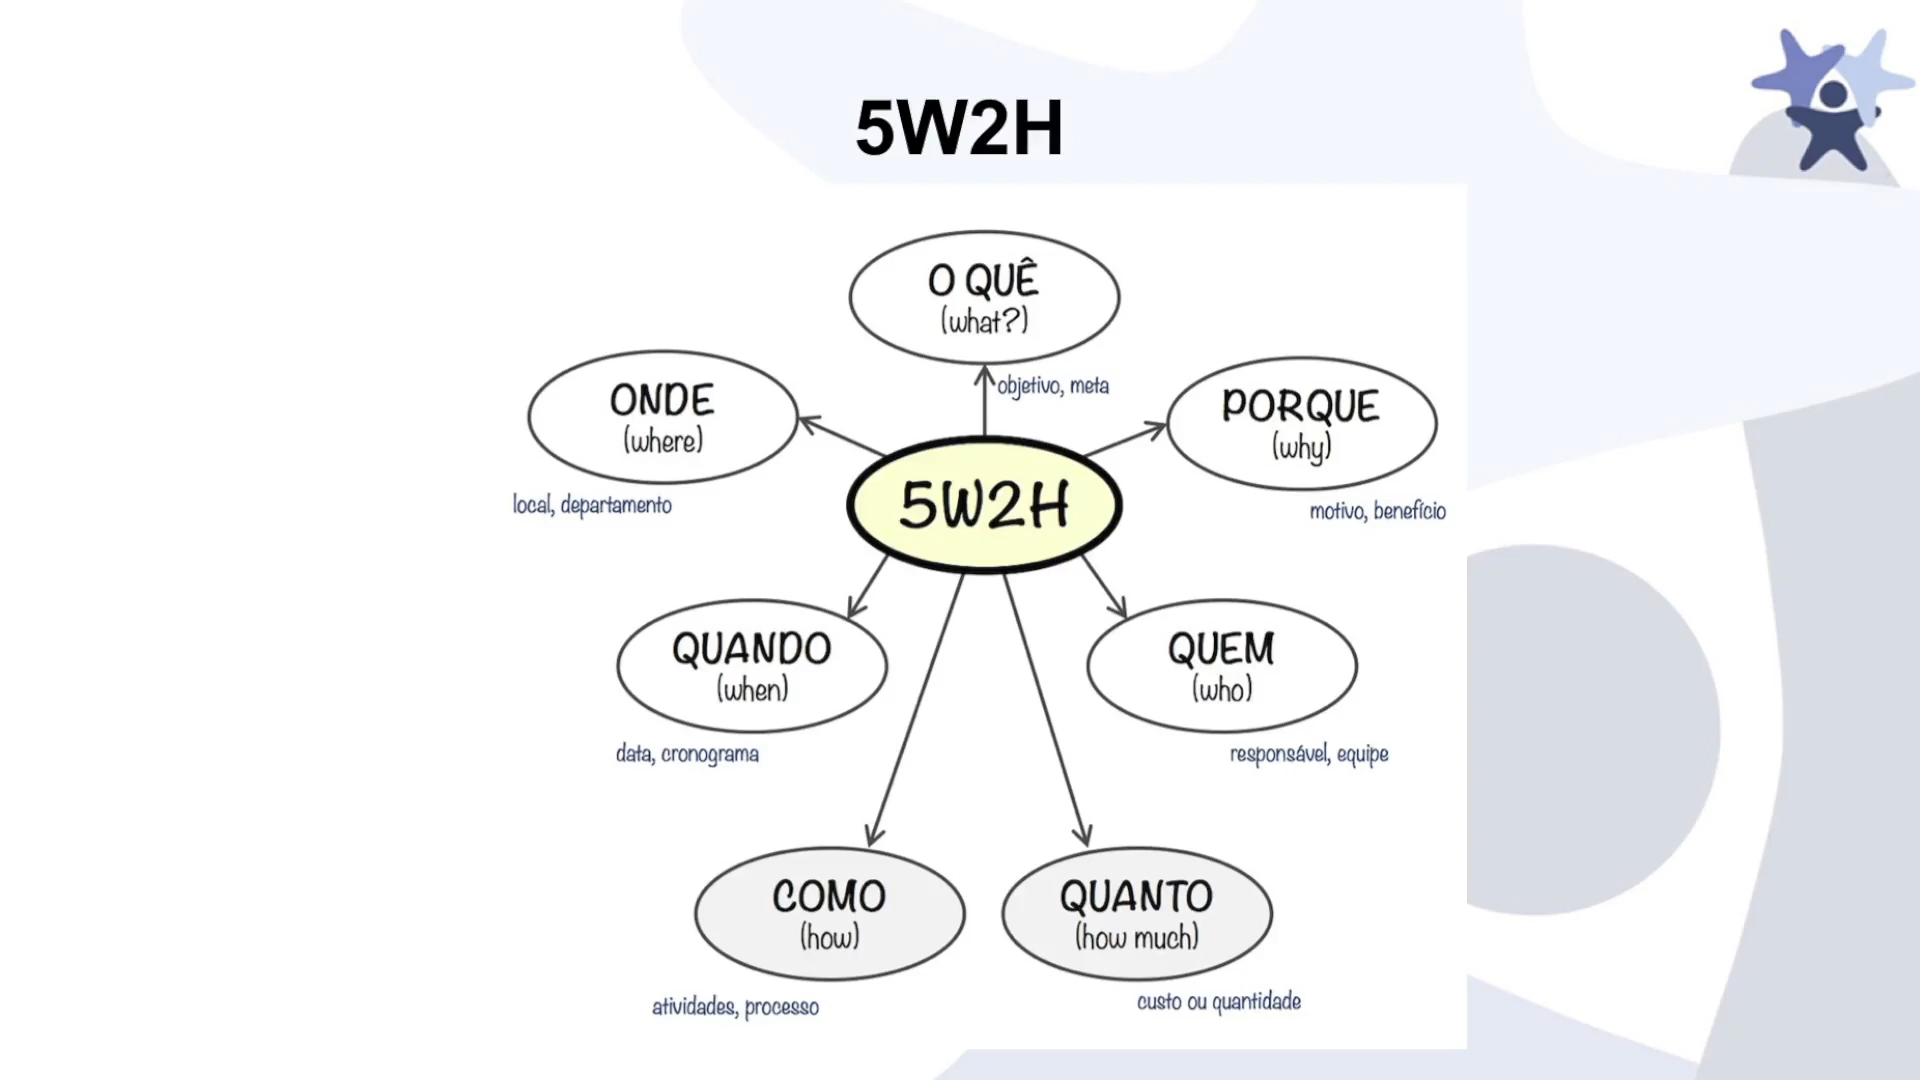 5W2H
O QUÊ
(what?)
objetivo, meta
ONDE
(where)
local, departamento
PORQUE
(why)
motivo, benefício
5W2H
QUANDO
(when)
data, cronograma
QUEM
(who)
responsável, equipe
COMO
(how)
atividades, processo
QUANTO
(how much)
custo ou quantidade